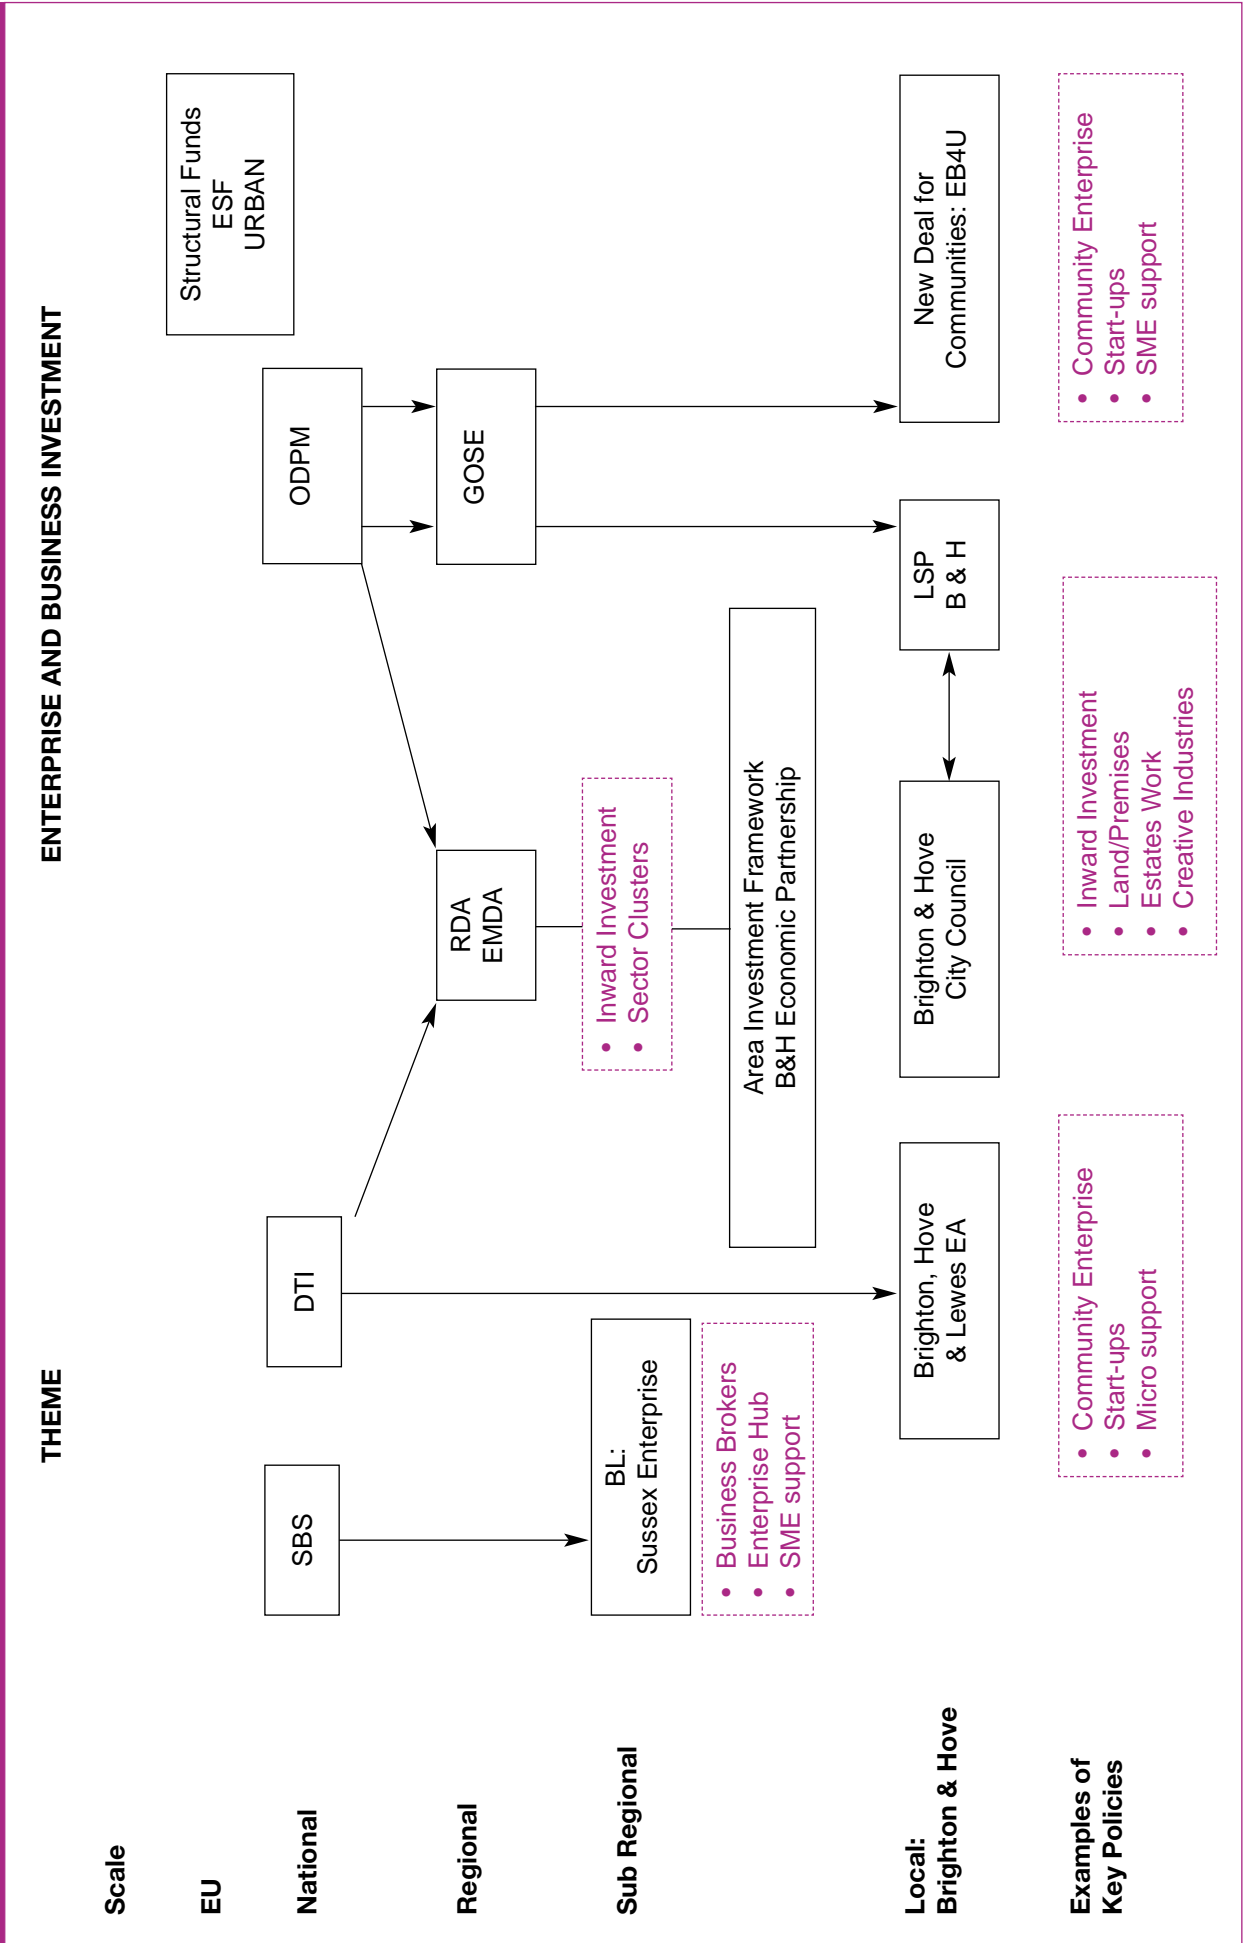 THEME
ENTERPRISE AND BUSINESS INVESTMENT
Scale
EU
Structural Funds
ESF
URBAN
National
SBS
DTI
ODPM
Regional
RDA
EMDA
GOSE
• Inward Investment
• Sector Clusters
Sub Regional
BL:
Sussex Enterprise
• Business Brokers
• Enterprise Hub
• SME support
Area Investment Framework
B&H Economic Partnership
Local:
Brighton & Hove
Brighton, Hove
& Lewes EA
Brighton & Hove
City Council
LSP
B & H
New Deal for
Communities: EB4U
Examples of
Key Policies
• Community Enterprise
• Start-ups
• Micro support
• Inward Investment
• Land/Premises
• Estates Work
• Creative Industries
• Community Enterprise
• Start-ups
• SME support